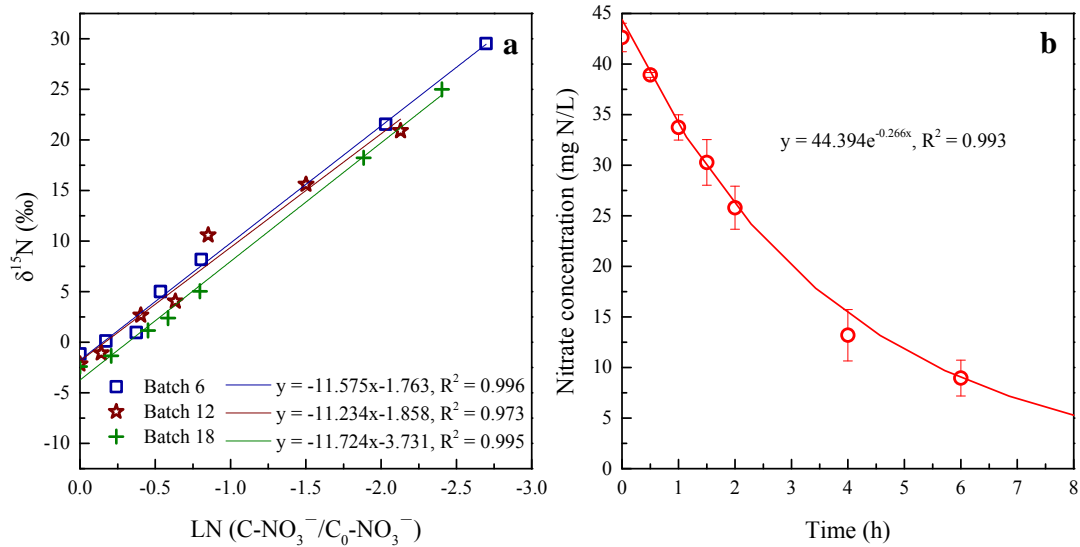 a
δ¹⁵N (‰)
30
25
20
15
10
5
0
-5
-10
Batch 6 y = -11.575x-1.763, R² = 0.996
Batch 12 y = -11.234x-1.858, R² = 0.973
Batch 18 y = -11.724x-3.731, R² = 0.995
0.0 -0.5 -1.0 -1.5 -2.0 -2.5 -3.0
LN (C-NO₃⁻/C₀-NO₃⁻)
b
Nitrate concentration (mg N/L)
45
40
35
30
25
20
15
10
5
0
y = 44.394e^-0.266x, R² = 0.993
0 1 2 3 4 5 6 7 8
Time (h)